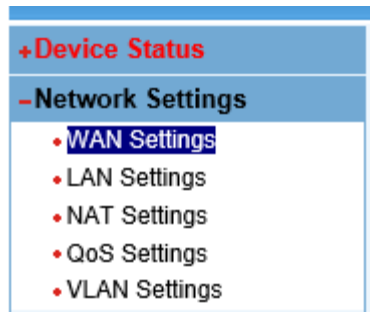 +Device Status
-Network Settings
• WAN Settings
• LAN Settings
• NAT Settings
• QoS Settings
• VLAN Settings